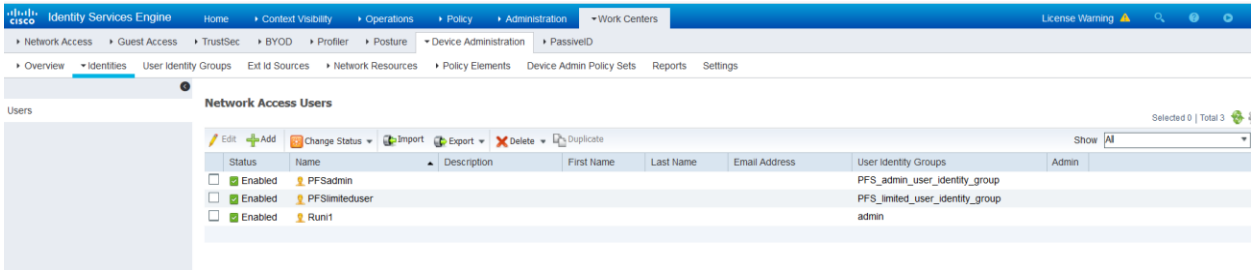 cisco Identity Services Engine Home Context Visibility Operations Policy Administration Work Centers License Warning
Network Access Guest Access TrustSec BYOD Profiler Posture Device Administration PassiveID
Overview Identities User Identity Groups Ext Id Sources Network Resources Policy Elements Device Admin Policy Sets Reports Settings
Users
Network Access Users
Selected 0 | Total 3
Edit Add Change Status Import Export Delete Duplicate Show All
Status Name Description First Name Last Name Email Address User Identity Groups Admin
Enabled PFSadmin PFS_admin_user_identity_group
Enabled PFSlimiteduser PFS_limited_user_identity_group
Enabled Runi1 admin